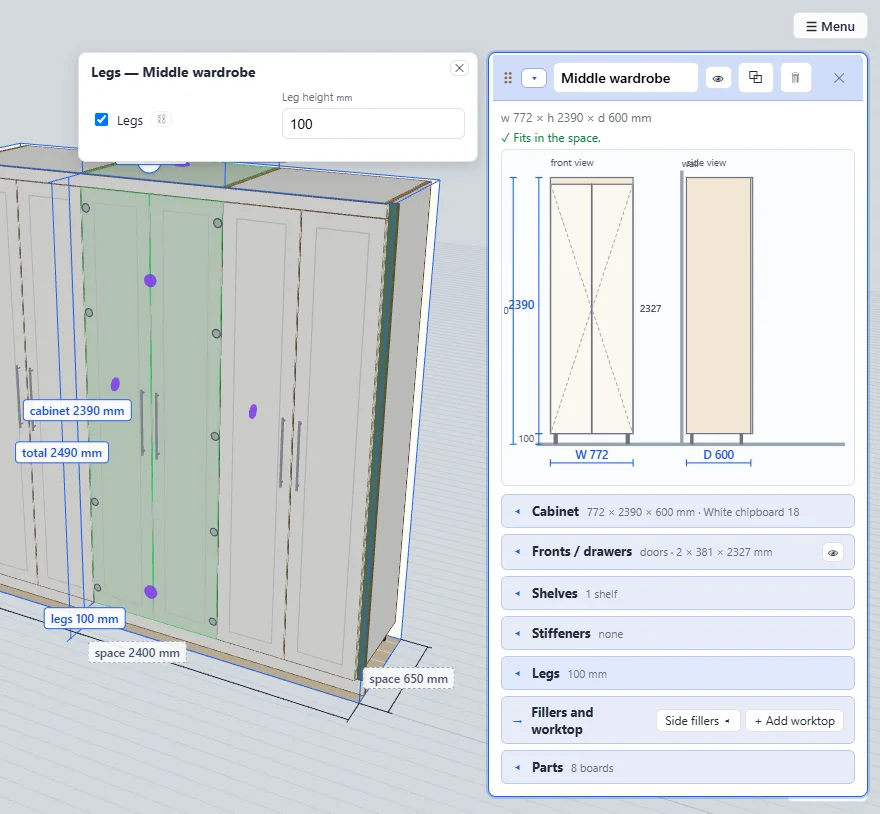 ☰ Menu
Legs — Middle wardrobe
Legs
Leg height mm
100
Middle wardrobe
w 772 × h 2390 × d 600 mm
✓ Fits in the space.
front view
wall
side view
2390
0
2327
100
W 772
D 600
cabinet 2390 mm
total 2490 mm
legs 100 mm
space 2400 mm
space 650 mm
Cabinet 772 × 2390 × 600 mm · White chipboard 18
Fronts / drawers doors · 2 × 381 × 2327 mm
Shelves 1 shelf
Stiffeners none
Legs 100 mm
Fillers and
worktop
Side fillers
+ Add worktop
Parts 8 boards